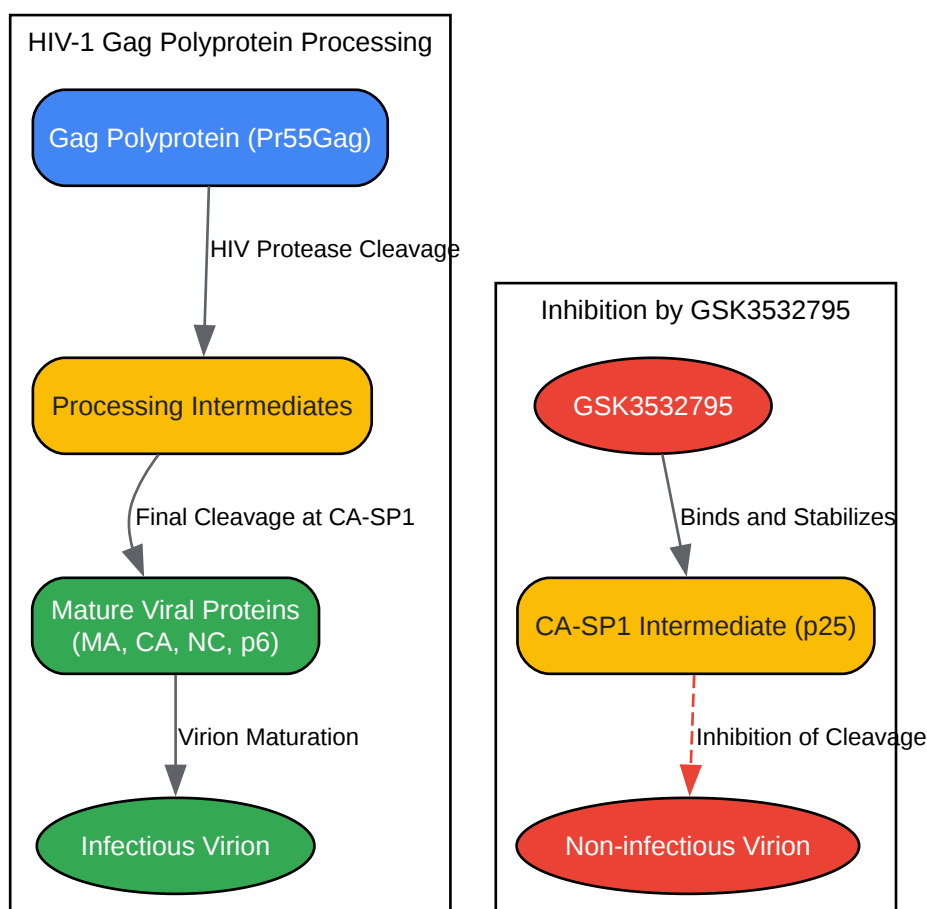 HIV-1 Gag Polyprotein Processing
Gag Polyprotein (Pr55Gag)
HIV Protease Cleavage
Processing Intermediates
Final Cleavage at CA-SP1
Mature Viral Proteins
(MA, CA, NC, p6)
Virion Maturation
Infectious Virion
Inhibition by GSK3532795
GSK3532795
Binds and Stabilizes
CA-SP1 Intermediate (p25)
Inhibition of Cleavage
Non-infectious Virion